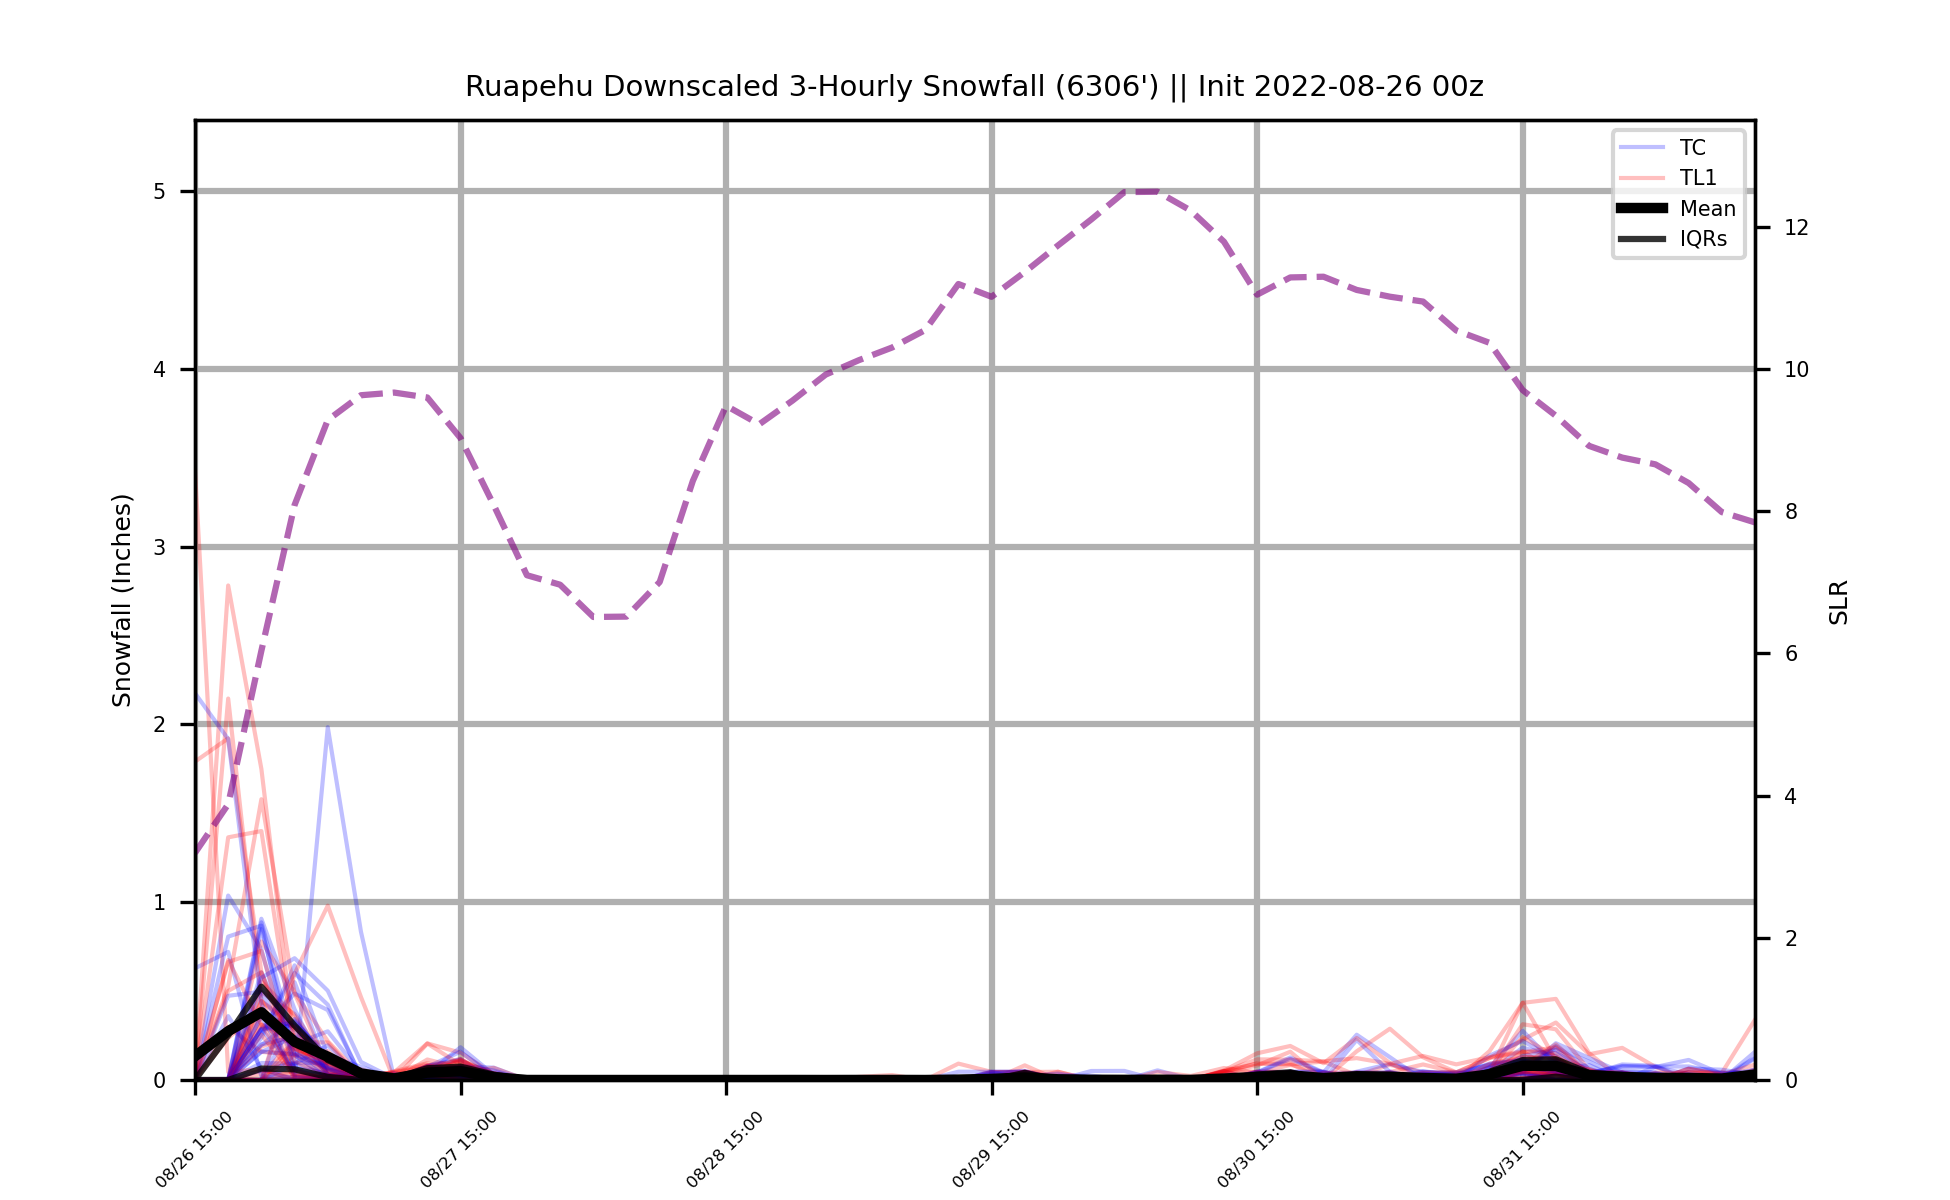 Ruapehu Downscaled 3-Hourly Snowfall (6306') || Init 2022-08-26 00z
TC
TL1
Mean
IQRs
Snowfall (Inches)
5
4
3
2
1
0
SLR
12
10
8
6
4
2
0
08/26 15:00
08/27 15:00
08/28 15:00
08/29 15:00
08/30 15:00
08/31 15:00